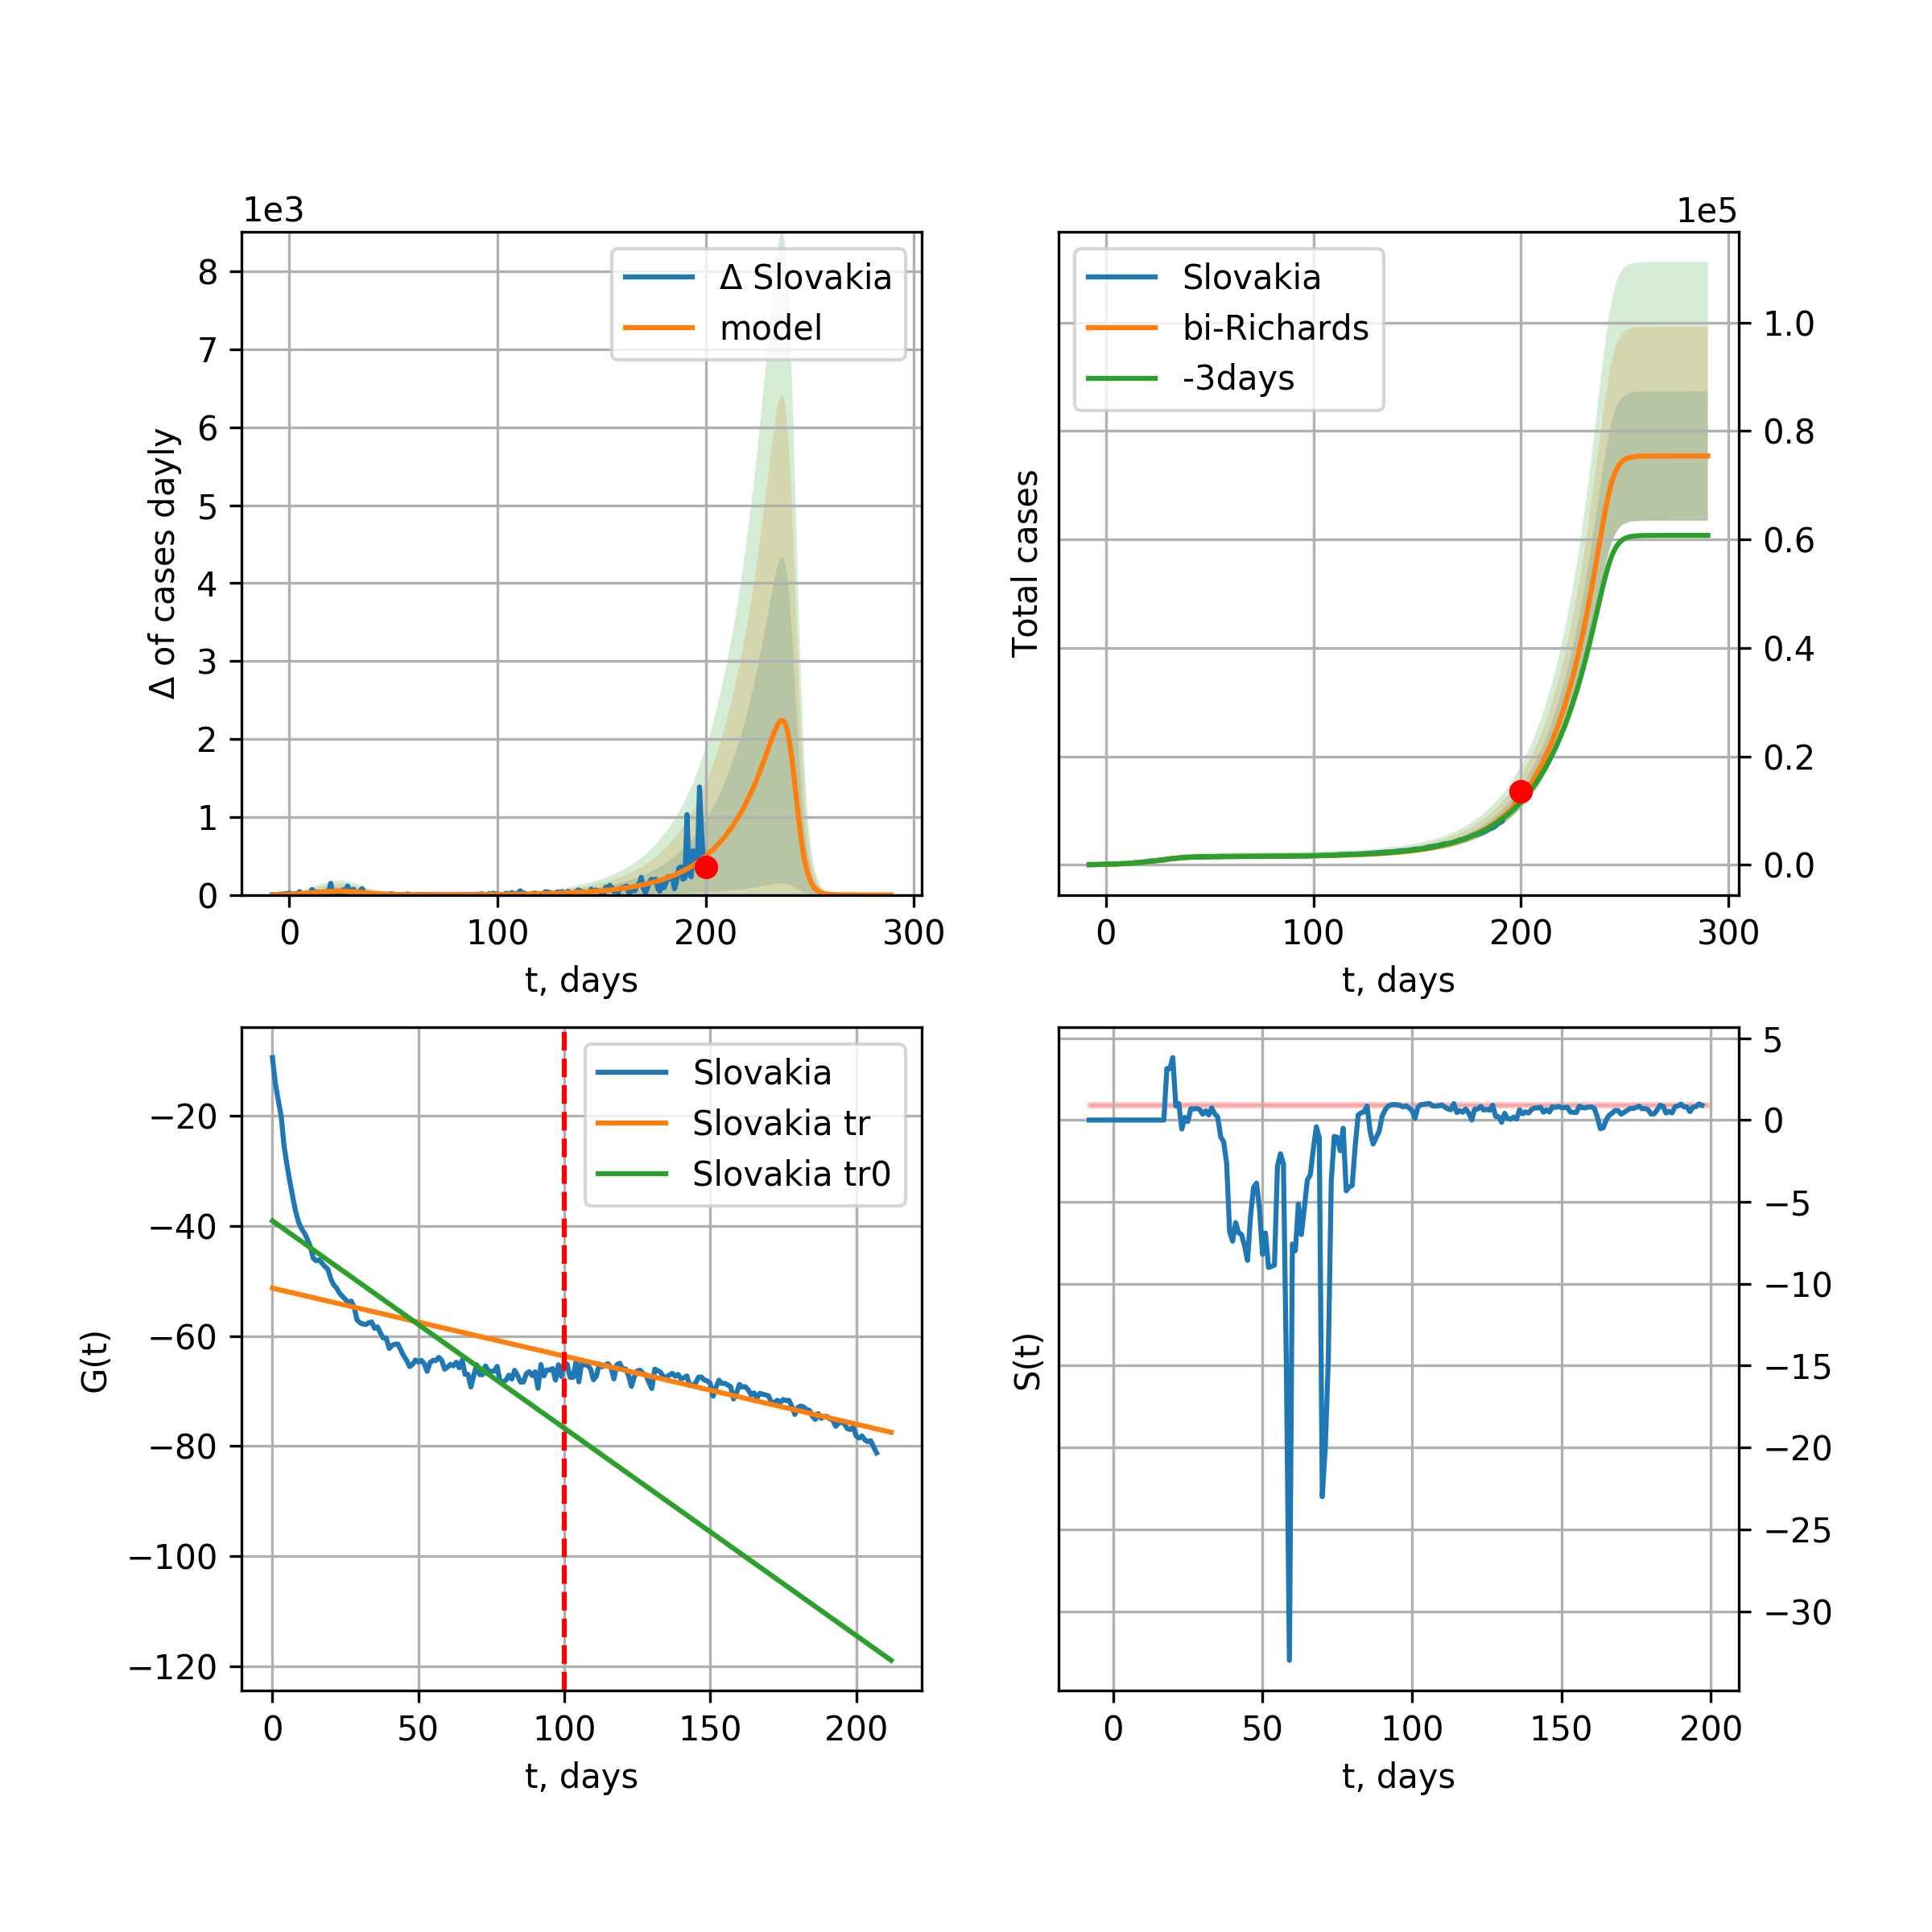 1e3
Δ of cases dayly
8
7
6
5
4
3
2
1
0
Δ Slovakia
model
0 100 200 300
t, days
1e5
Total cases
Slovakia
bi-Richards
-3days
1.0
0.8
0.6
0.4
0.2
0.0
0 100 200 300
t, days
G(t)
−20
−40
−60
−80
−100
−120
Slovakia
Slovakia tr
Slovakia tr0
0 50 100 150 200
t, days
S(t)
5
0
−5
−10
−15
−20
−25
−30
0 50 100 150 200
t, days